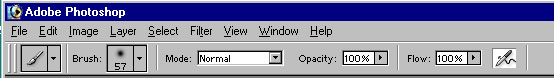 Adobe Photoshop
File Edit Image Layer Select Filter View Window Help
Brush: 57 Mode: Normal Opacity: 100% Flow: 100%